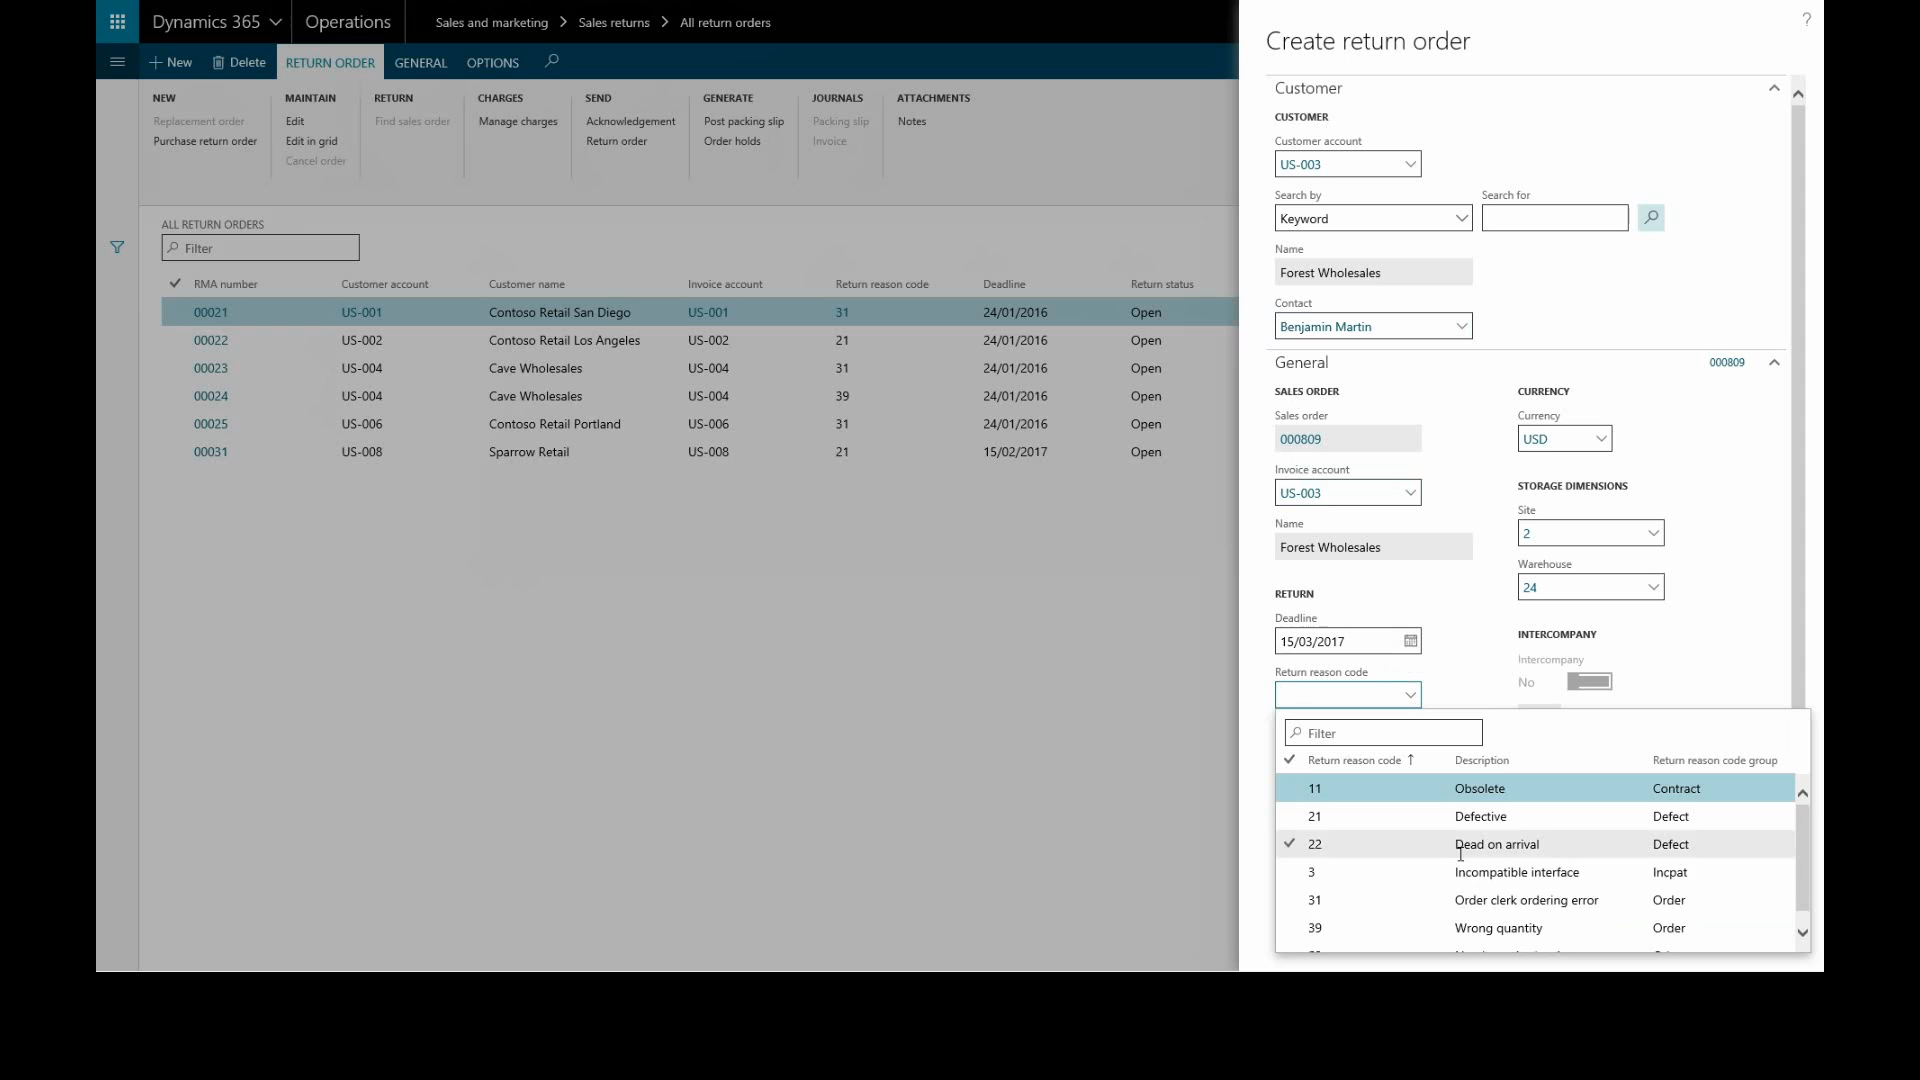 Dynamics 365 Operations Sales and marketing Sales returns All return orders
?
Create return order
New Delete RETURN ORDER GENERAL OPTIONS
NEW MAINTAIN RETURN CHARGES SEND GENERATE JOURNALS ATTACHMENTS
Replacement order Edit Find sales order Manage charges Acknowledgement Post packing slip Packing slip Notes
Purchase return order Edit in grid Return order Order holds Invoice
Cancel order
ALL RETURN ORDERS
Filter
RMA number Customer account Customer name Invoice account Return reason code Deadline Return status
00021 US-001 Contoso Retail San Diego US-001 31 24/01/2016 Open
00022 US-002 Contoso Retail Los Angeles US-002 21 24/01/2016 Open
00023 US-004 Cave Wholesales US-004 31 24/01/2016 Open
00024 US-004 Cave Wholesales US-004 39 24/01/2016 Open
00025 US-006 Contoso Retail Portland US-006 31 24/01/2016 Open
00031 US-008 Sparrow Retail US-008 21 15/02/2017 Open
Customer
CUSTOMER
Customer account
US-003
Search by Search for
Keyword
Name
Forest Wholesales
Contact
Benjamin Martin
General 000809
SALES ORDER CURRENCY
Sales order Currency
000809 USD
Invoice account
US-003
STORAGE DIMENSIONS
Site
2
Name
Forest Wholesales
Warehouse
24
RETURN
Deadline
15/03/2017
INTERCOMPANY
Intercompany
No
Return reason code
Filter
Return reason code Description Return reason code group
11 Obsolete Contract
21 Defective Defect
22 Dead on arrival Defect
3 Incompatible interface Incpat
31 Order clerk ordering error Order
39 Wrong quantity Order